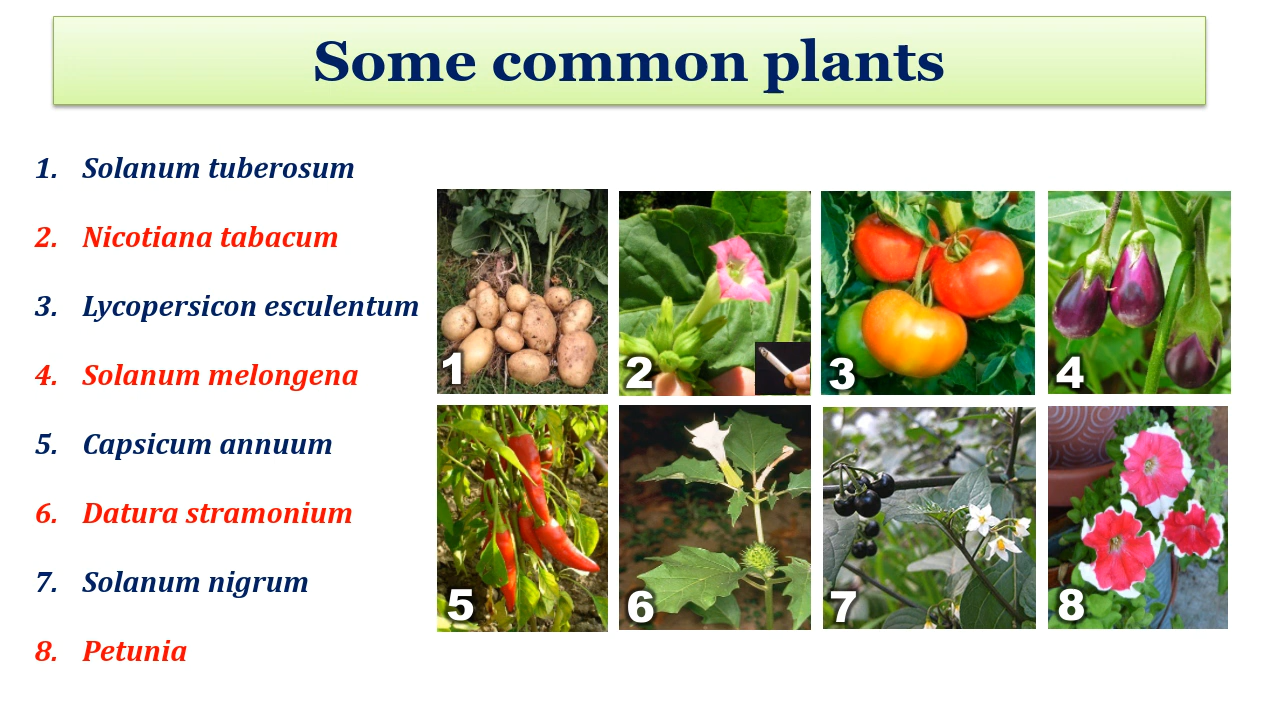 Some common plants
1. Solanum tuberosum
2. Nicotiana tabacum
3. Lycopersicon esculentum
4. Solanum melongena
5. Capsicum annuum
6. Datura stramonium
7. Solanum nigrum
8. Petunia
1 2 3 4
5 6 7 8